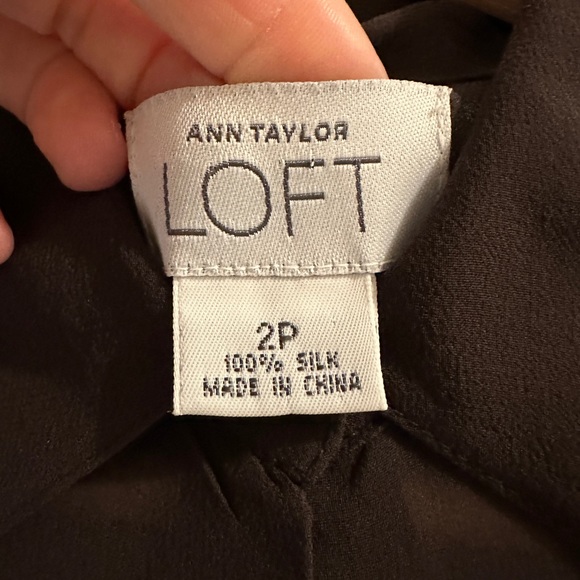 ANN TAYLOR
LOFT
2P
100% SILK
MADE IN CHINA